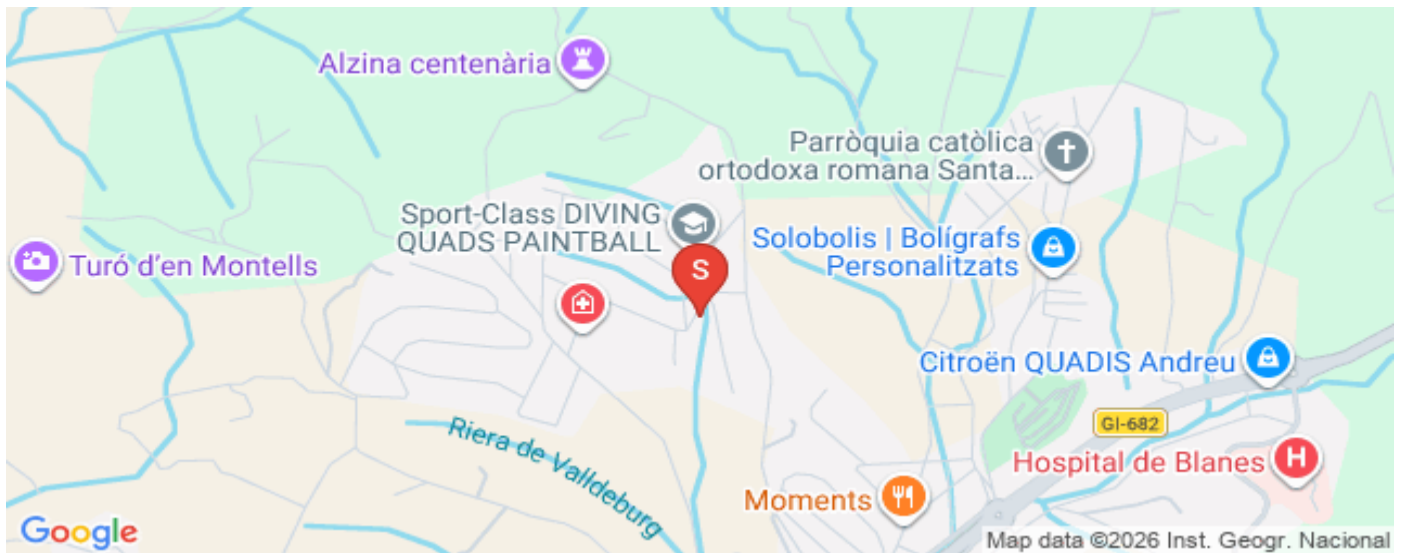 Alzina centenària
Parròquia catòlica
ortodoxa romana Santa...
Sport-Class DIVING
QUADS PAINTBALL
Solobolis | Bolígrafs
Personalitzats
Turó d'en Montells
S
Citroën QUADIS Andreu
GI-682
Riera de Valldeburg
Hospital de Blanes
H
Moments
Google
Map data ©2026 Inst. Geogr. Nacional